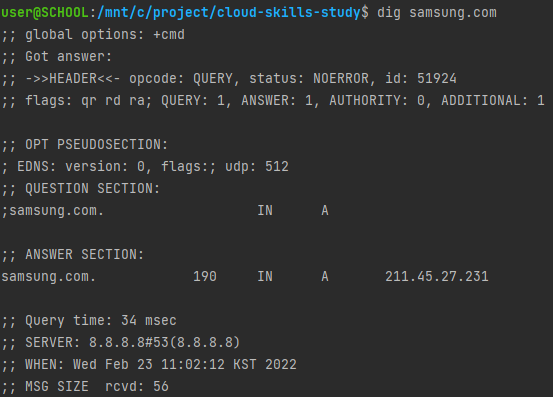 user@SCHOOL:/mnt/c/project/cloud-skills-study$ dig samsung.com
;; global options: +cmd
;; Got answer:
;; ->>HEADER<<- opcode: QUERY, status: NOERROR, id: 51924
;; flags: qr rd ra; QUERY: 1, ANSWER: 1, AUTHORITY: 0, ADDITIONAL: 1
;; OPT PSEUDOSECTION:
; EDNS: version: 0, flags:; udp: 512
;; QUESTION SECTION:
;samsung.com. IN A
;; ANSWER SECTION:
samsung.com. 190 IN A 211.45.27.231
;; Query time: 34 msec
;; SERVER: 8.8.8.8#53(8.8.8.8)
;; WHEN: Wed Feb 23 11:02:12 KST 2022
;; MSG SIZE rcvd: 56